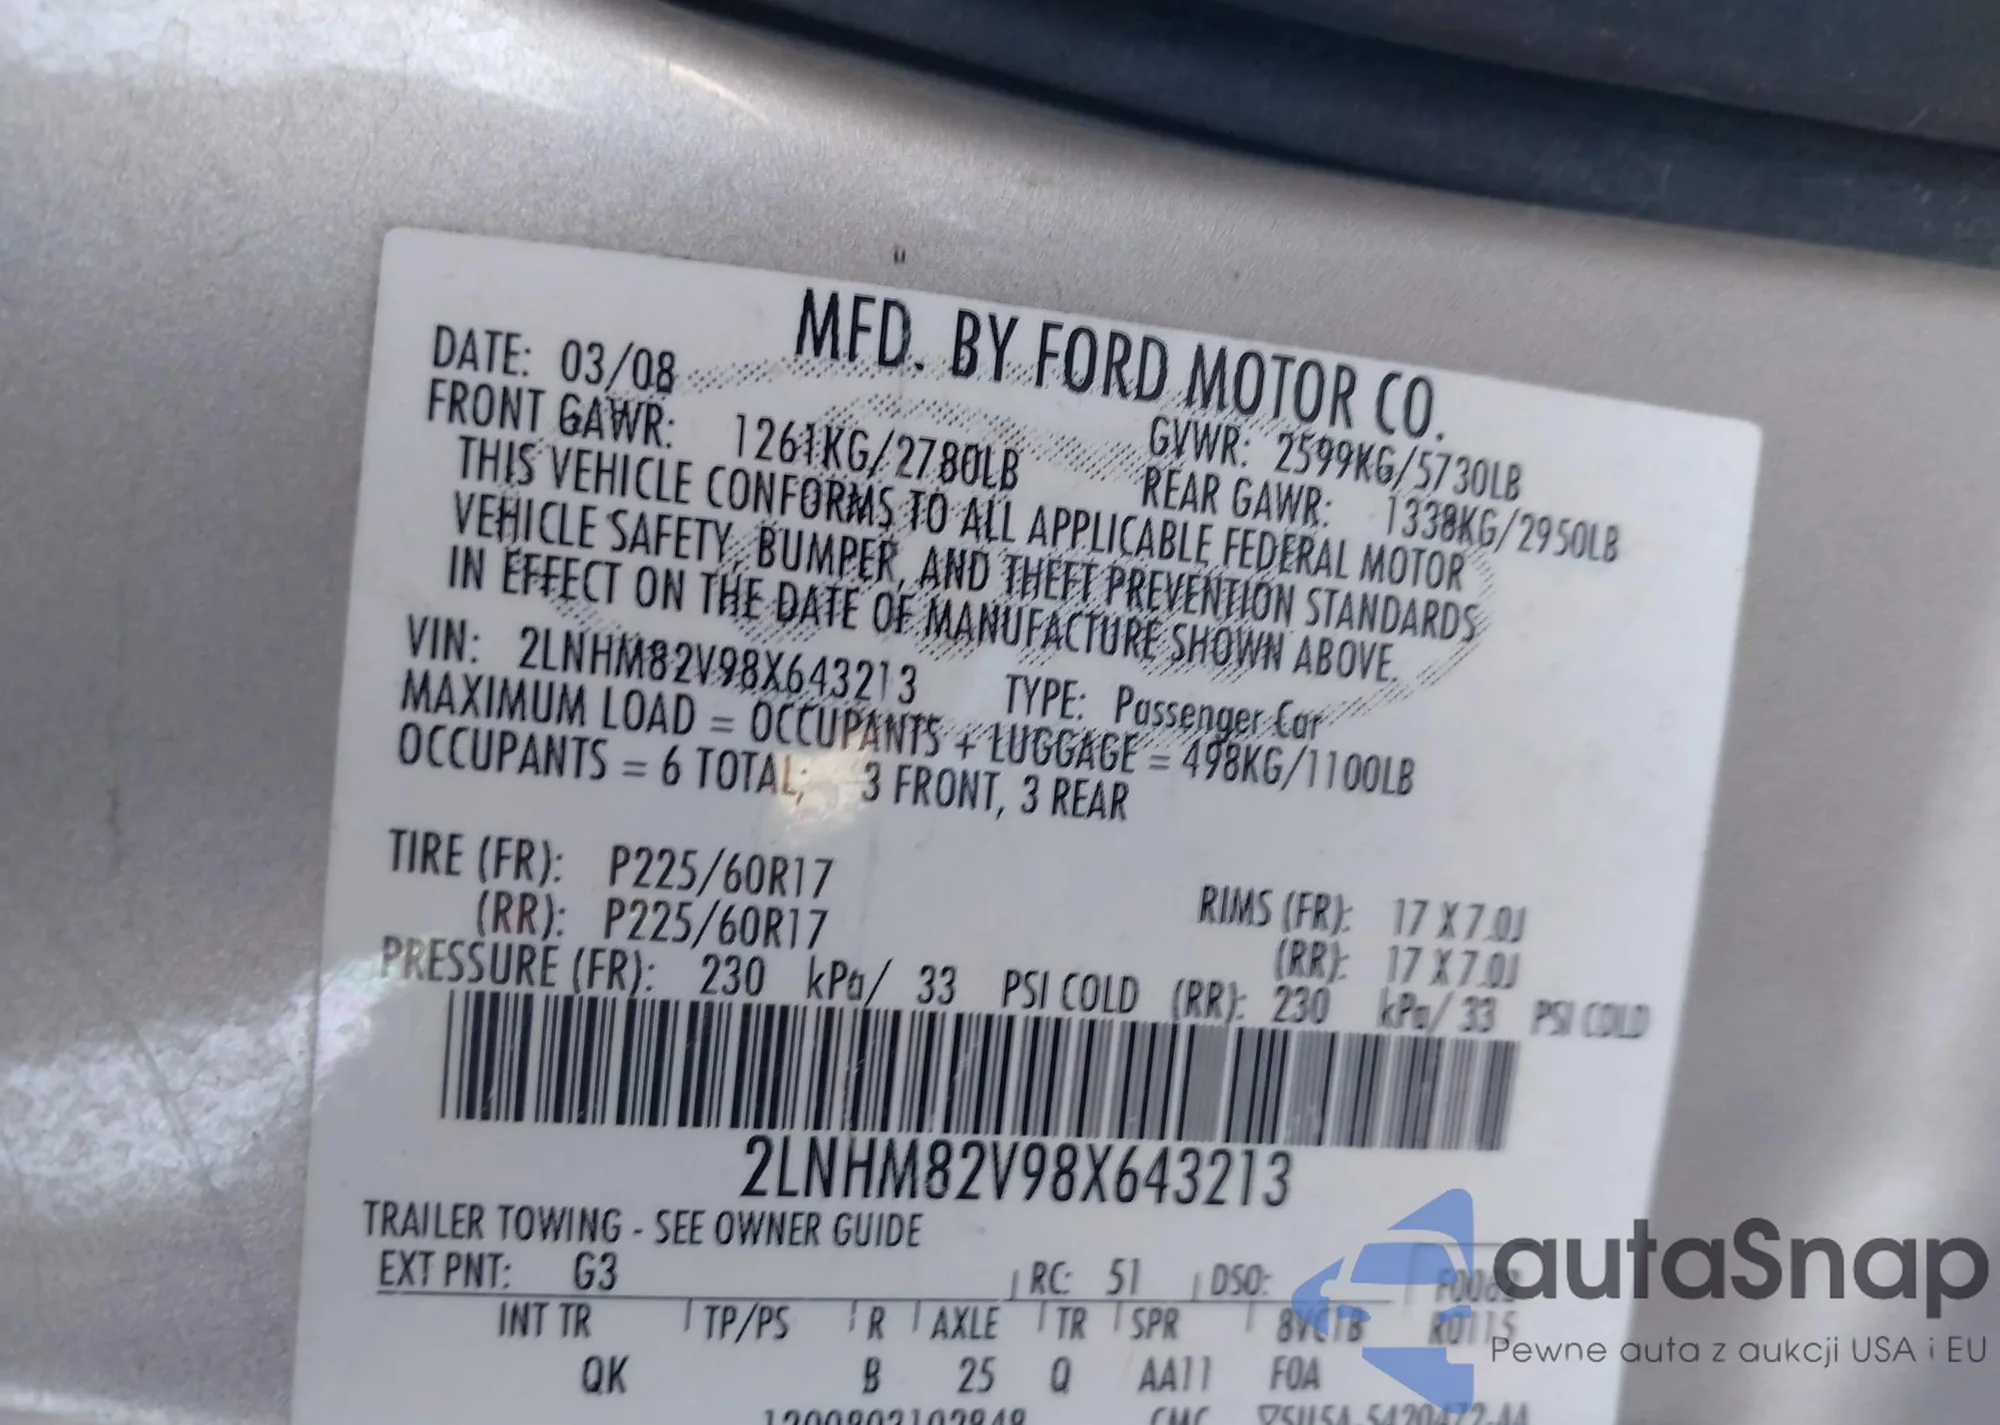 MFD. BY FORD MOTOR CO.
DATE: 03/08
GVWR: 2599KG/5730LB
FRONT GAWR: 1261KG/2780LB
REAR GAWR: 1338KG/2950LB
THIS VEHICLE CONFORMS TO ALL APPLICABLE FEDERAL MOTOR
VEHICLE SAFETY, BUMPER, AND THEFT PREVENTION STANDARDS
IN EFFECT ON THE DATE OF MANUFACTURE SHOWN ABOVE.
VIN: 2LNHM82V98X643213 TYPE: Passenger Car
MAXIMUM LOAD = OCCUPANTS + LUGGAGE = 498KG/1100LB
OCCUPANTS = 6 TOTAL; 3 FRONT, 3 REAR
TIRE (FR): P225/60R17 RIMS (FR): 17 X 7.0J
(RR): P225/60R17 (RR): 17 X 7.0J
PRESSURE (FR): 230 kPa/ 33 PSI COLD (RR): 230 kPa/ 33 PSI COLD
2LNHM82V98X643213
TRAILER TOWING - SEE OWNER GUIDE
EXT PNT: G3 RC: 51 DSO:
INT TR TP/PS R AXLE TR SPR
QK B 25 Q AA11 F0A
autaSnap
Pewne auta z aukcji USA i EU